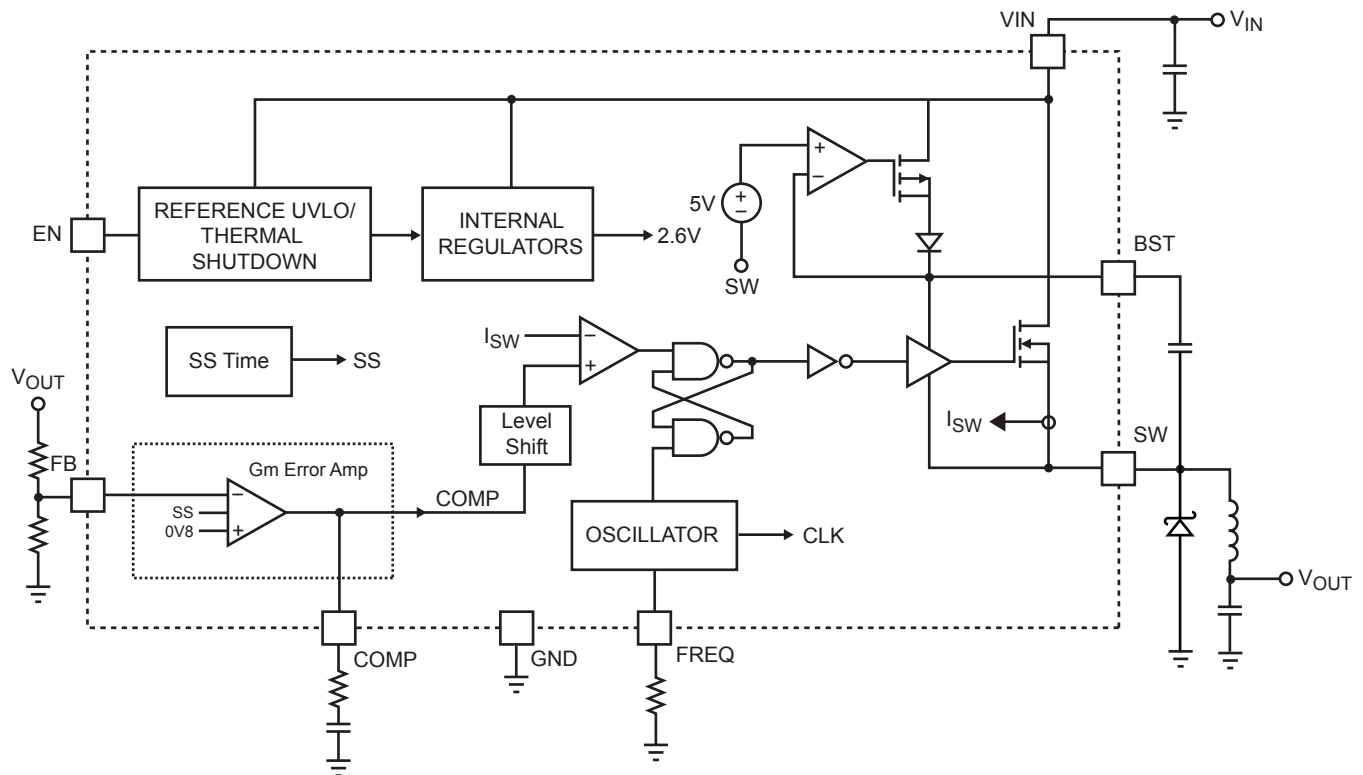 VIN
V_IN
EN
REFERENCE UVLO/
THERMAL
SHUTDOWN
INTERNAL
REGULATORS
2.6V
5V
+
−
SW
+
−
BST
SS Time
SS
I_SW
−
+
V_OUT
Level
Shift
I_SW
SW
FB
Gm Error Amp
−
SS
0V8
+
COMP
OSCILLATOR
CLK
V_OUT
COMP
GND
FREQ